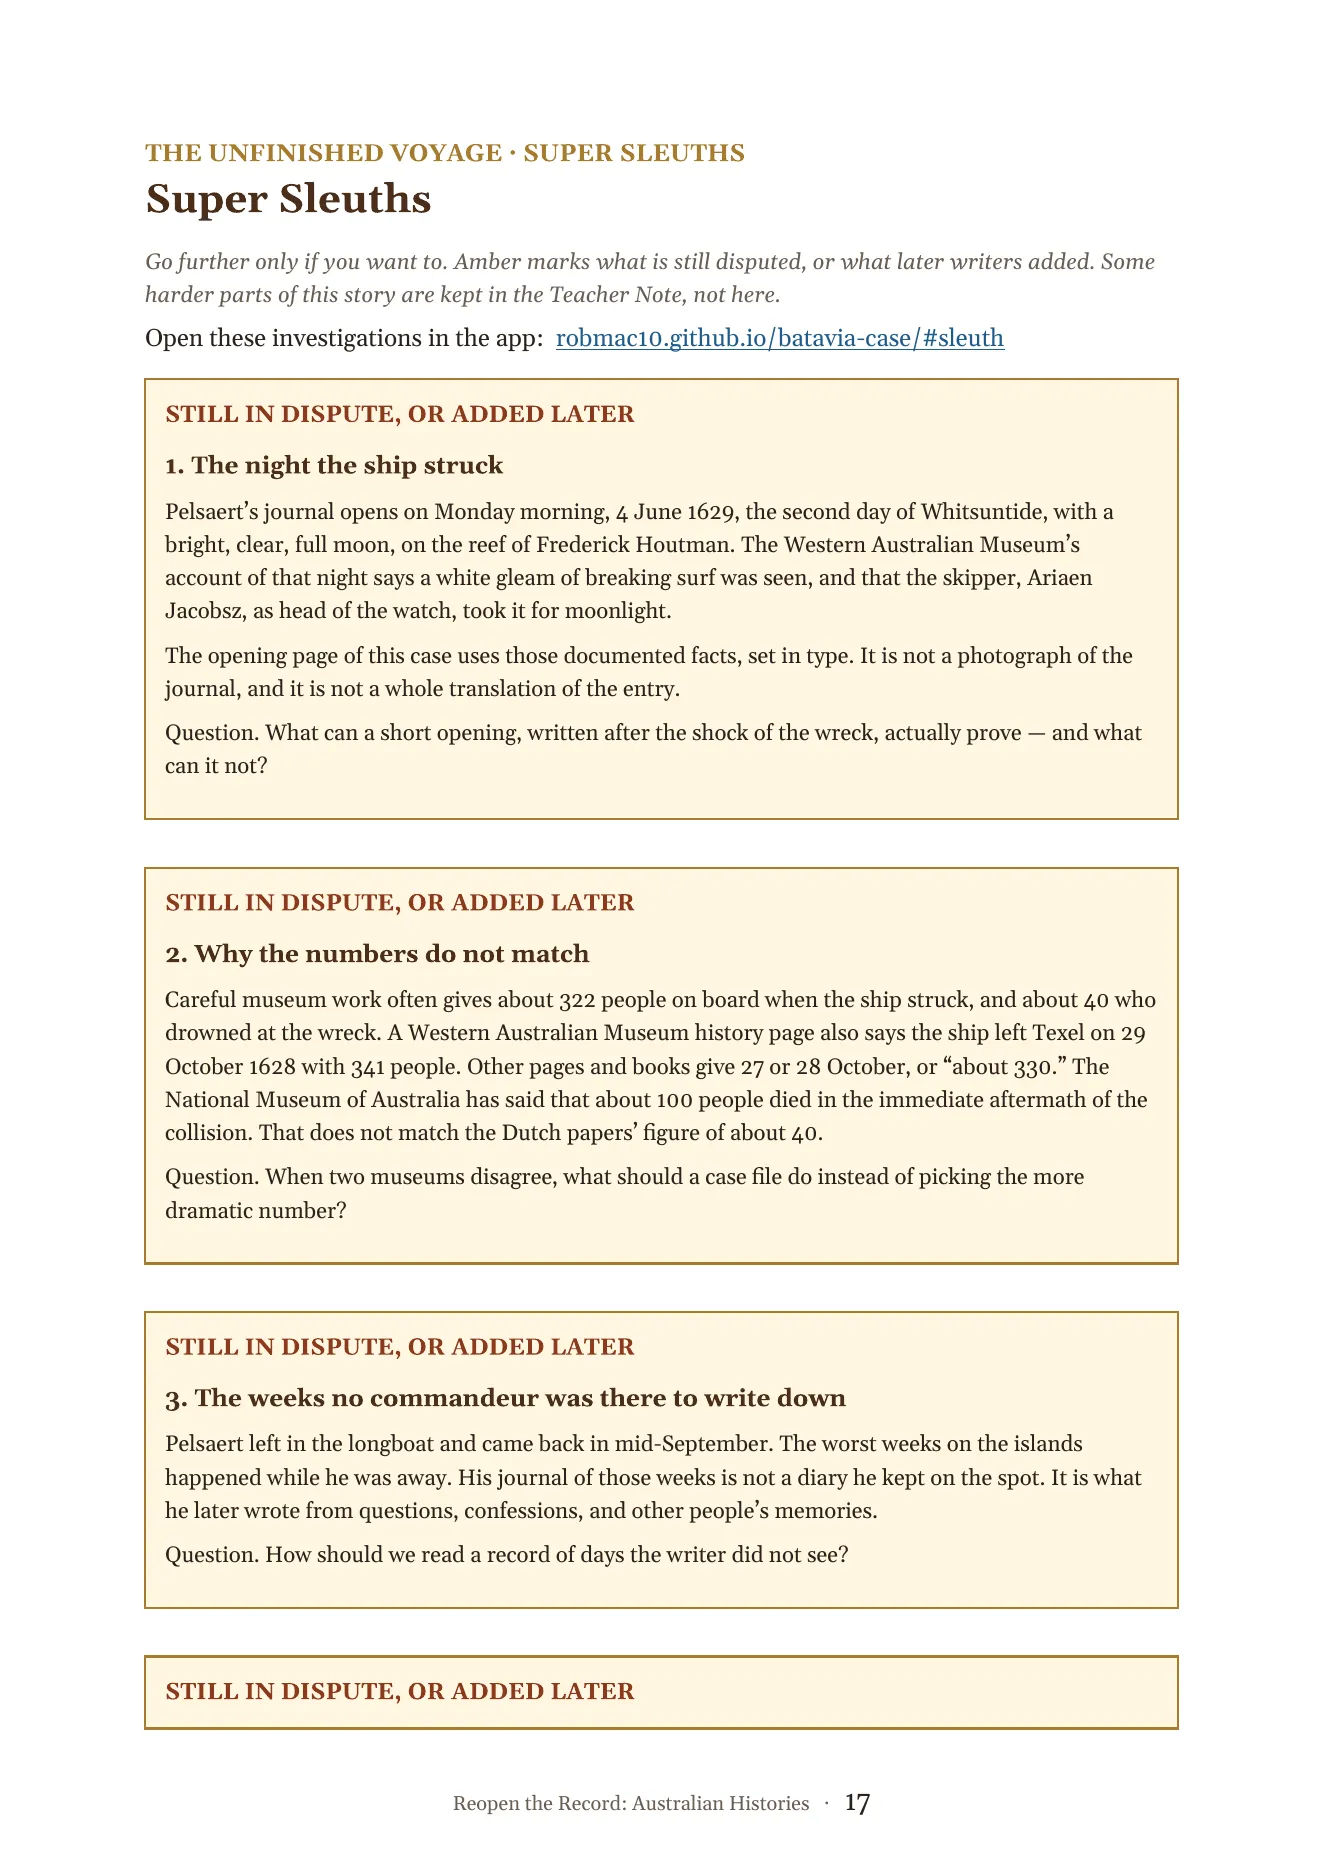 THE UNFINISHED VOYAGE · SUPER SLEUTHS
Super Sleuths
Go further only if you want to. Amber marks what is still disputed, or what later writers added. Some
harder parts of this story are kept in the Teacher Note, not here.
Open these investigations in the app: robmac10.github.io/batavia-case/#sleuth
STILL IN DISPUTE, OR ADDED LATER
1. The night the ship struck
Pelsaert’s journal opens on Monday morning, 4 June 1629, the second day of Whitsuntide, with a
bright, clear, full moon, on the reef of Frederick Houtman. The Western Australian Museum’s
account of that night says a white gleam of breaking surf was seen, and that the skipper, Ariaen
Jacobsz, as head of the watch, took it for moonlight.
The opening page of this case uses those documented facts, set in type. It is not a photograph of the
journal, and it is not a whole translation of the entry.
Question. What can a short opening, written after the shock of the wreck, actually prove — and what
can it not?
STILL IN DISPUTE, OR ADDED LATER
2. Why the numbers do not match
Careful museum work often gives about 322 people on board when the ship struck, and about 40 who
drowned at the wreck. A Western Australian Museum history page also says the ship left Texel on 29
October 1628 with 341 people. Other pages and books give 27 or 28 October, or “about 330.” The
National Museum of Australia has said that about 100 people died in the immediate aftermath of the
collision. That does not match the Dutch papers’ figure of about 40.
Question. When two museums disagree, what should a case file do instead of picking the more
dramatic number?
STILL IN DISPUTE, OR ADDED LATER
3. The weeks no commandeur was there to write down
Pelsaert left in the longboat and came back in mid-September. The worst weeks on the islands
happened while he was away. His journal of those weeks is not a diary he kept on the spot. It is what
he later wrote from questions, confessions, and other people’s memories.
Question. How should we read a record of days the writer did not see?
STILL IN DISPUTE, OR ADDED LATER
Reopen the Record: Australian Histories · 17